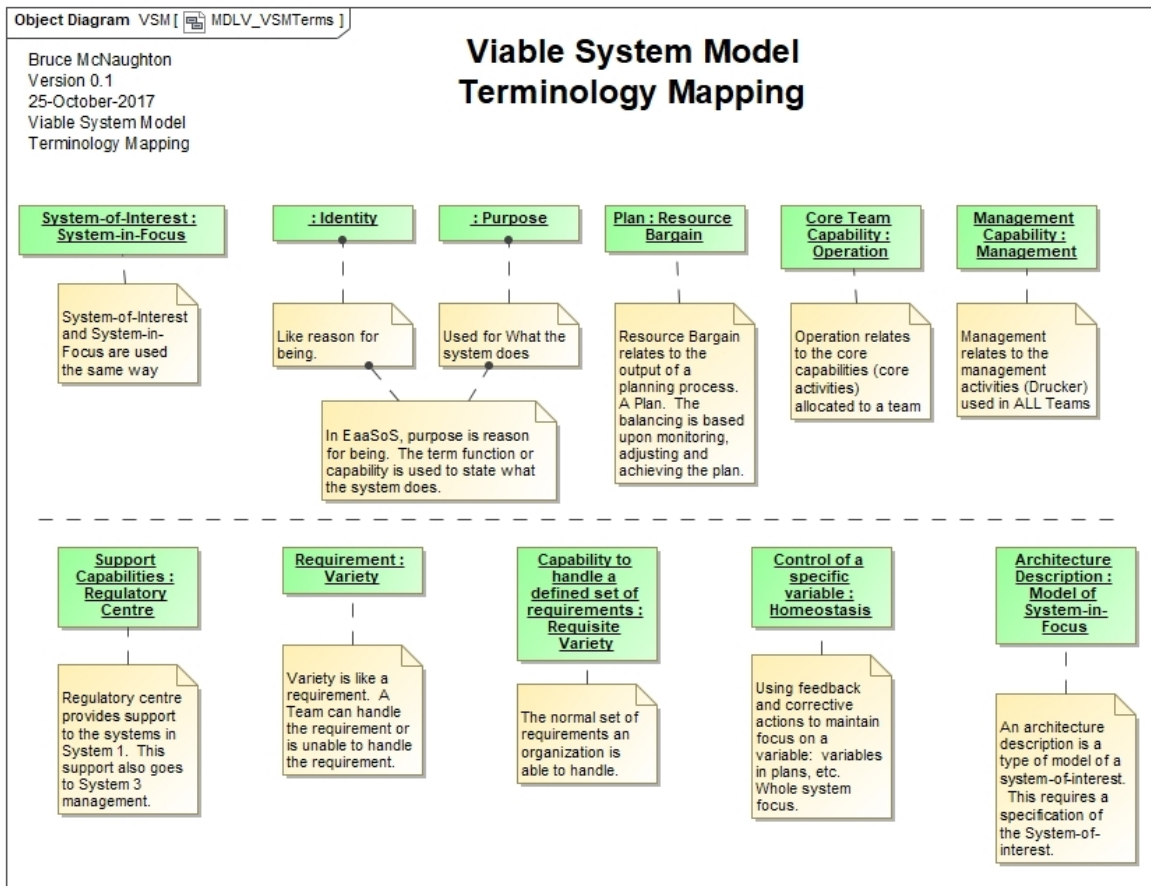 Object Diagram VSM [ MDLV_VSMTerms ]
Bruce McNaughton
Version 0.1
25-October-2017
Viable System Model
Terminology Mapping
Viable System Model
Terminology Mapping
System-of-Interest :
System-in-Focus
System-of-Interest
and System-in-
Focus are used
the same way
: Identity
Like reason for
being.
: Purpose
Used for What the
system does
In EaaSoS, purpose is reason
for being. The term function or
capability is used to state what
the system does.
Plan : Resource
Bargain
Resource Bargain
relates to the
output of a
planning process.
A Plan. The
balancing is based
upon monitoring,
adjusting and
achieving the plan.
Core Team
Capability :
Operation
Operation relates
to the core
capabilities (core
activities)
allocated to a team
Management
Capability :
Management
Management
relates to the
management
activities (Drucker)
used in ALL Teams
Support
Capabilities :
Regulatory
Centre
Regulatory centre
provides support
to the systems in
System 1. This
support also goes
to System 3
management.
Requirement :
Variety
Variety is like a
requirement. A
Team can handle
the requirement or
is unable to handle
the requirement.
Capability to
handle a
defined set of
requirements :
Requisite
Variety
The normal set of
requirements an
organization is
able to handle.
Control of a
specific
variable :
Homeostasis
Using feedback
and corrective
actions to maintain
focus on a
variable: variables
in plans, etc.
Whole system
focus.
Architecture
Description :
Model of
System-in-
Focus
An architecture
description is a
type of model of a
system-of-interest.
This requires a
specification of
the System-of-
interest.